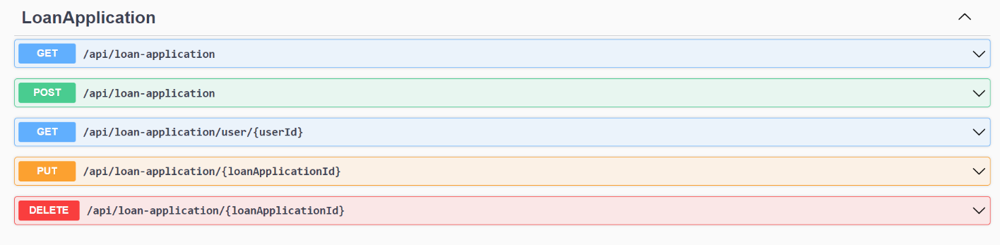 LoanApplication
GET /api/loan-application
POST /api/loan-application
GET /api/loan-application/user/{userId}
PUT /api/loan-application/{loanApplicationId}
DELETE /api/loan-application/{loanApplicationId}